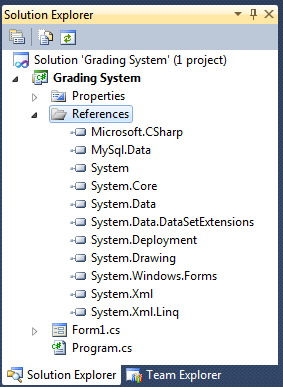 Solution Explorer
Solution 'Grading System' (1 project)
Grading System
Properties
References
Microsoft.CSharp
MySql.Data
System
System.Core
System.Data
System.Data.DataSetExtensions
System.Deployment
System.Drawing
System.Windows.Forms
System.Xml
System.Xml.Linq
Form1.cs
Program.cs
Solution Explorer Team Explorer